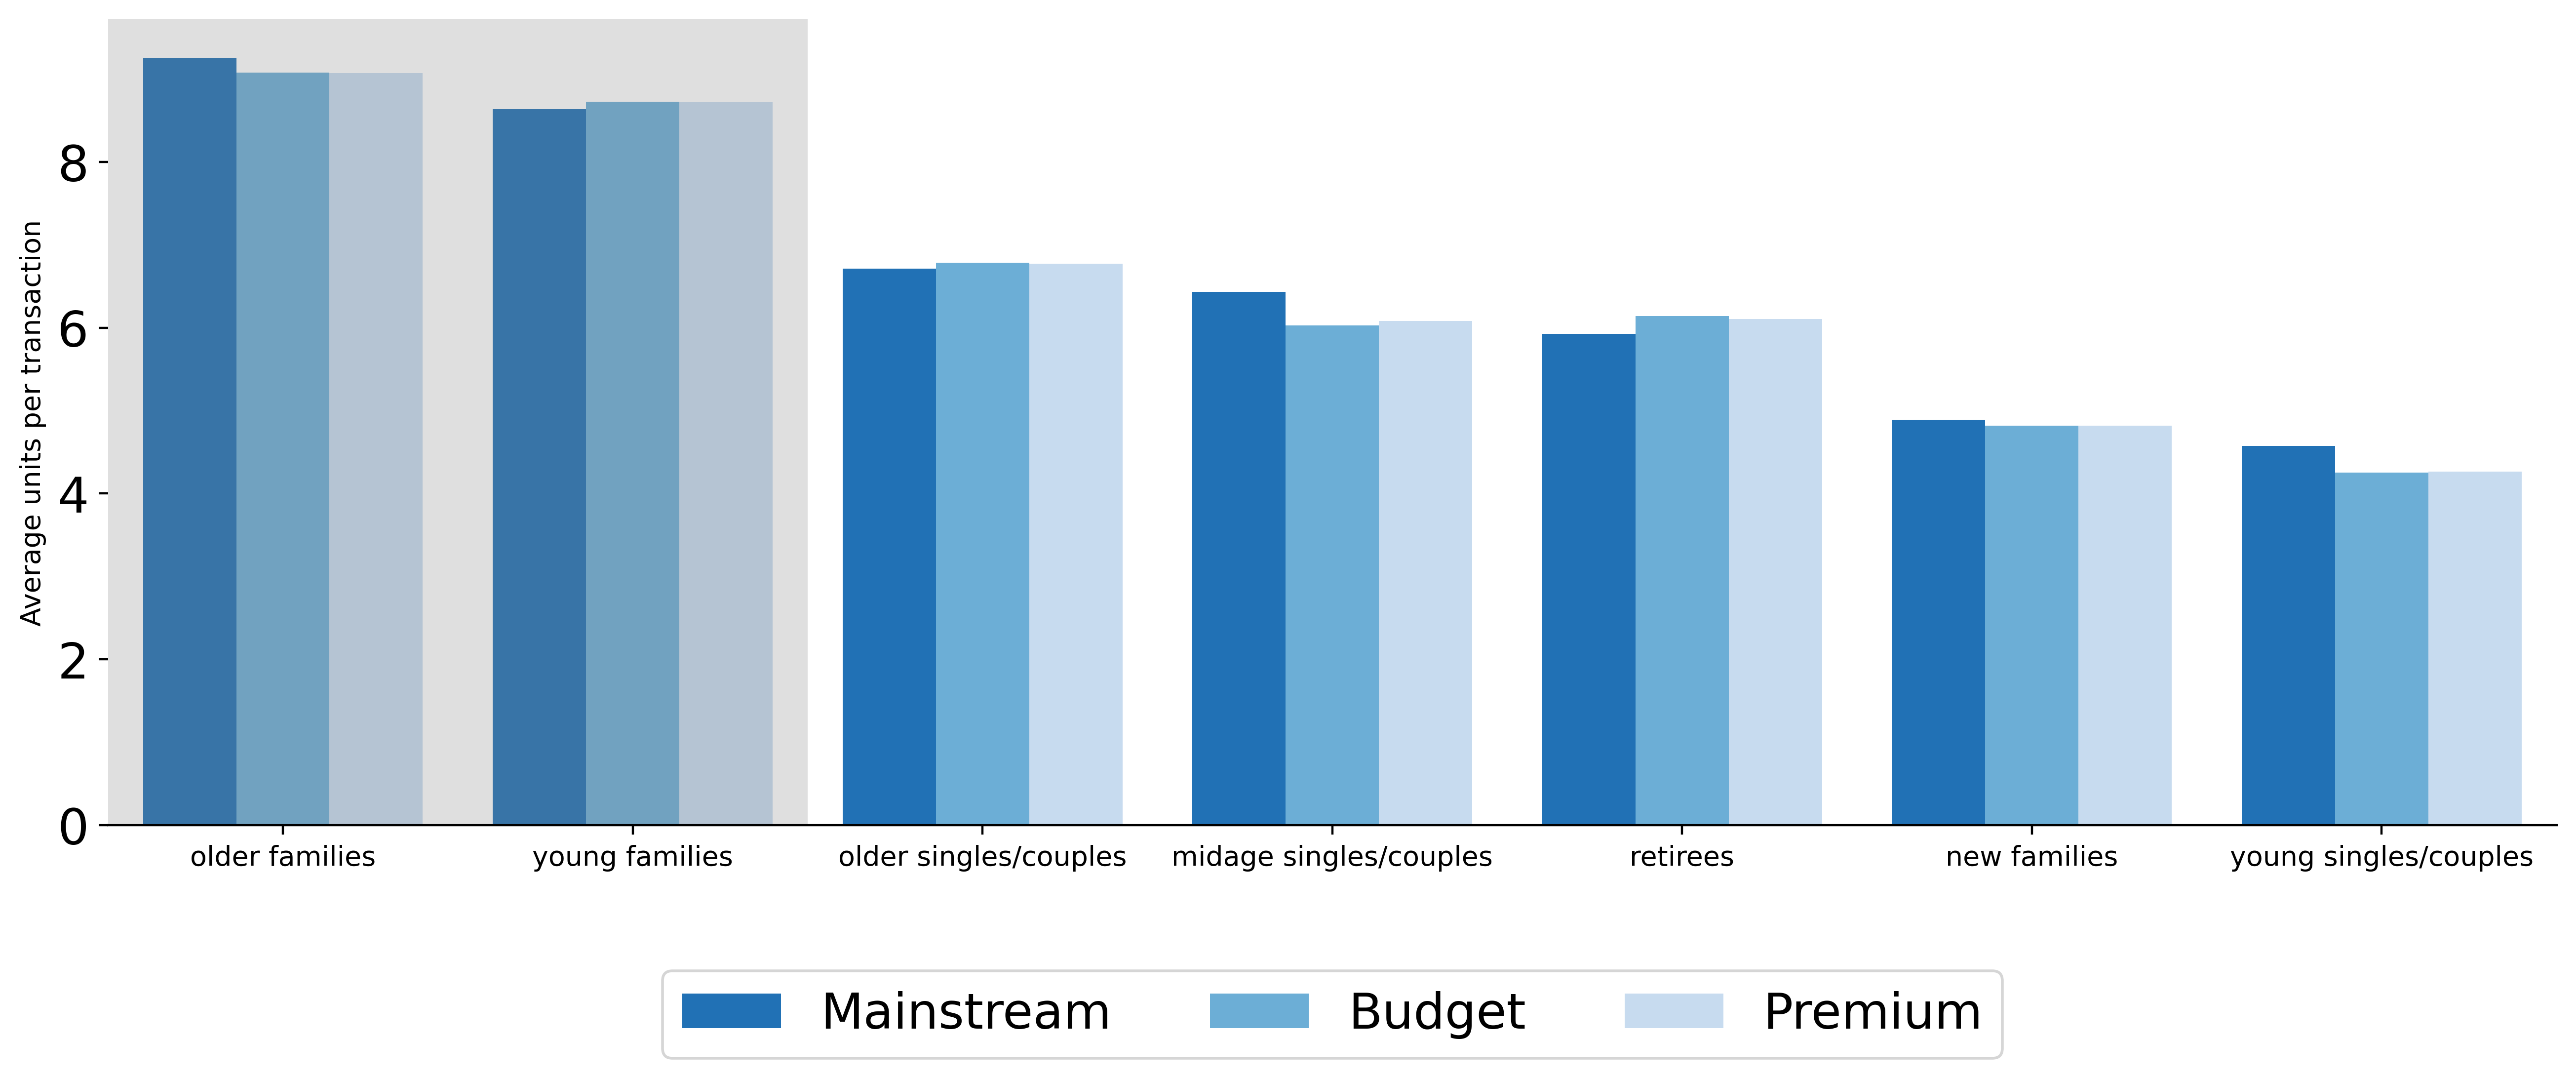 Average units per transaction
8
6
4
2
0
older families
young families
older singles/couples
midage singles/couples
retirees
new families
young singles/couples
Mainstream
Budget
Premium